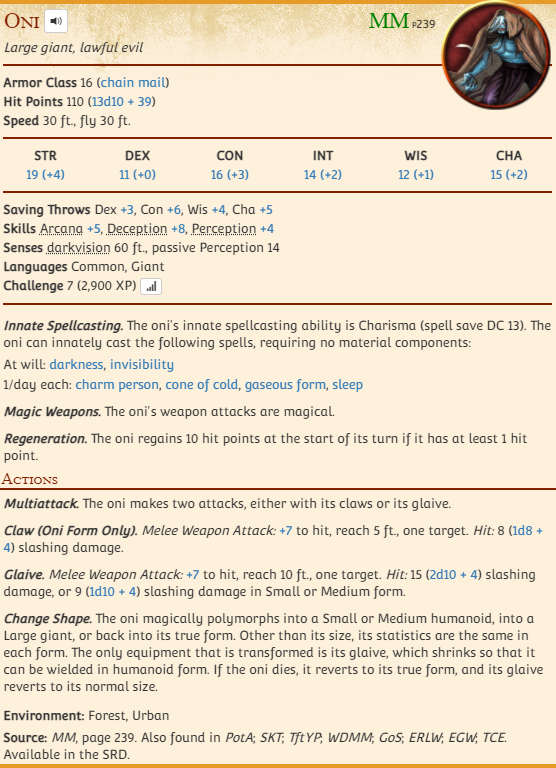 Oni
MM P239
Large giant, lawful evil
Armor Class 16 (chain mail)
Hit Points 110 (13d10 + 39)
Speed 30 ft., fly 30 ft.
STR DEX CON INT WIS CHA
19 (+4) 11 (+0) 16 (+3) 14 (+2) 12 (+1) 15 (+2)
Saving Throws Dex +3, Con +6, Wis +4, Cha +5
Skills Arcana +5, Deception +8, Perception +4
Senses darkvision 60 ft., passive Perception 14
Languages Common, Giant
Challenge 7 (2,900 XP)
Innate Spellcasting. The oni's innate spellcasting ability is Charisma (spell save DC 13). The
oni can innately cast the following spells, requiring no material components:
At will: darkness, invisibility
1/day each: charm person, cone of cold, gaseous form, sleep
Magic Weapons. The oni's weapon attacks are magical.
Regeneration. The oni regains 10 hit points at the start of its turn if it has at least 1 hit
point.
Actions
Multiattack. The oni makes two attacks, either with its claws or its glaive.
Claw (Oni Form Only). Melee Weapon Attack: +7 to hit, reach 5 ft., one target. Hit: 8 (1d8 +
4) slashing damage.
Glaive. Melee Weapon Attack: +7 to hit, reach 10 ft., one target. Hit: 15 (2d10 + 4) slashing
damage, or 9 (1d10 + 4) slashing damage in Small or Medium form.
Change Shape. The oni magically polymorphs into a Small or Medium humanoid, into a
Large giant, or back into its true form. Other than its size, its statistics are the same in
each form. The only equipment that is transformed is its glaive, which shrinks so that it
can be wielded in humanoid form. If the oni dies, it reverts to its true form, and its glaive
reverts to its normal size.
Environment: Forest, Urban
Source: MM, page 239. Also found in PotA; SKT; TftYP; WDMM; GoS; ERLW; EGW; TCE.
Available in the SRD.